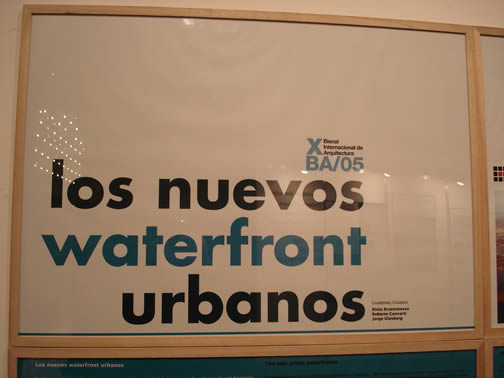 X Bienal
Internacional de
Arquitectura
BA/05
los nuevos
waterfront
urbanos
Curadores, Curators
Roberto Converti
Jorge Glusberg
Los nuevos waterfront urbanos